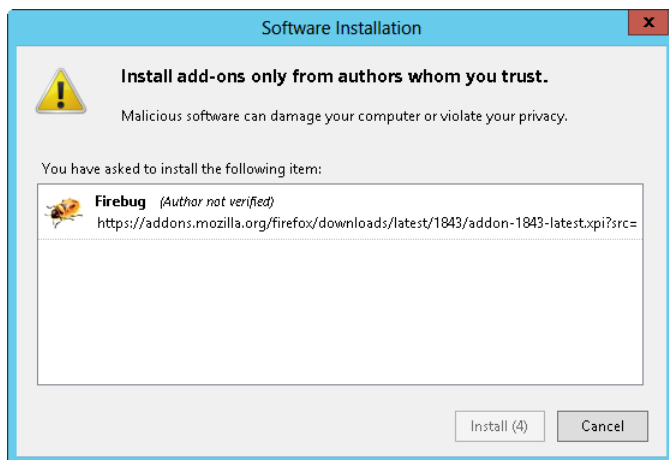 Software Installation
x
Install add-ons only from authors whom you trust.
Malicious software can damage your computer or violate your privacy.
You have asked to install the following item:
Firebug (Author not verified)
https://addons.mozilla.org/firefox/downloads/latest/1843/addon-1843-latest.xpi?src=
Install (4) Cancel